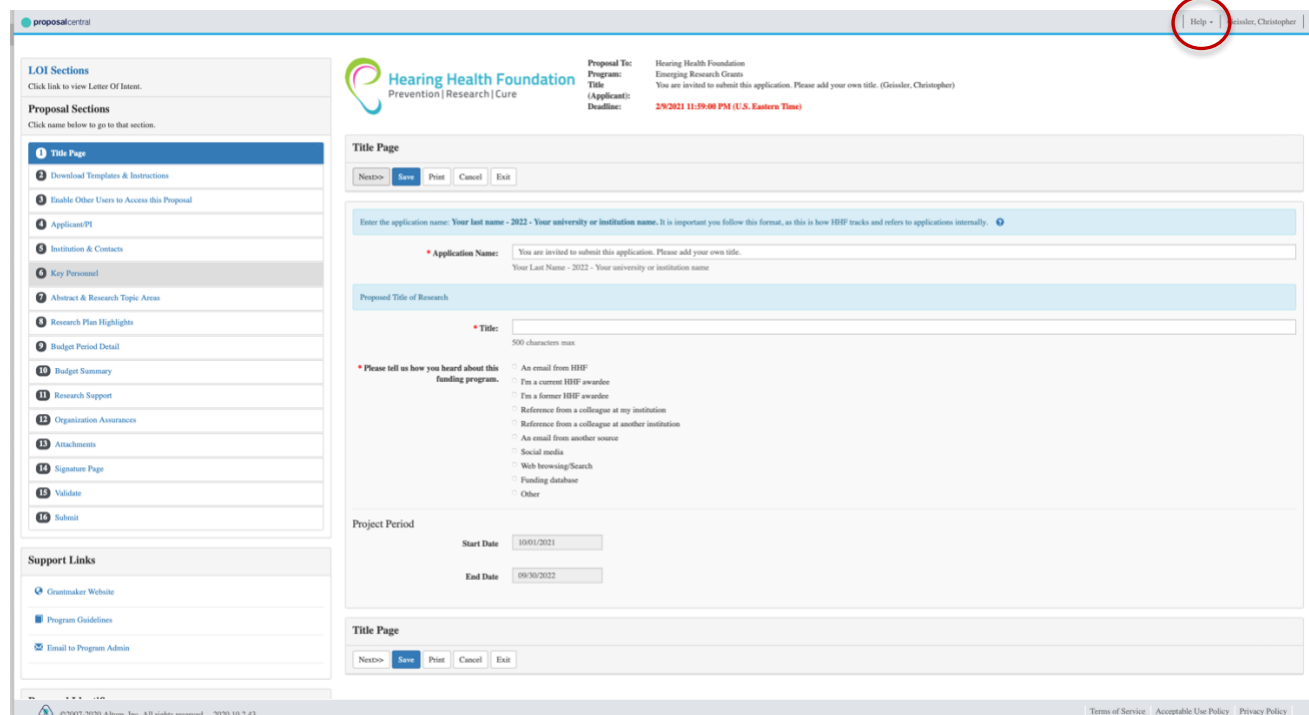 proposalcentral
Help
Geissler, Christopher
LOI Sections
Click link to view Letter Of Intent.
Proposal Sections
Click name below to go to that section.
1 Title Page
2 Download Templates & Instructions
3 Enable Other Users to Access this Proposal
4 Applicant/PI
5 Institution & Contacts
6 Key Personnel
7 Abstract & Research Topic Areas
8 Research Plan Highlights
9 Budget Period Detail
10 Budget Summary
11 Research Support
12 Organization Assurances
13 Attachments
14 Signature Page
15 Validate
16 Submit
Support Links
Grantmaker Website
Program Guidelines
Email to Program Admin
Hearing Health Foundation
Prevention|Research|Cure
Proposal To: Hearing Health Foundation
Program: Emerging Research Grants
Title You are invited to submit this application. Please add your own title. (Geissler, Christopher)
(Applicant):
Deadline: 2/9/2021 11:59:00 PM (U.S. Eastern Time)
Title Page
Next>> Save Print Cancel Exit
Enter the application name: Your last name - 2022 - Your university or institution name. It is important you follow this format, as this is how HHF tracks and refers to applications internally.
* Application Name: You are invited to submit this application. Please add your own title.
Your Last Name - 2022 - Your university or institution name
Proposed Title of Research
* Title:
500 characters max
* Please tell us how you heard about this
funding program.
An email from HHF
I'm a current HHF awardee
I'm a former HHF awardee
Reference from a colleague at my institution
Reference from a colleague at another institution
An email from another source
Social media
Web browsing/Search
Funding database
Other
Project Period
Start Date 10/01/2021
End Date 09/30/2022
Title Page
Next>> Save Print Cancel Exit
©2007-2020 Altum, Inc. All rights reserved. 2020.10.2.43
Terms of Service | Acceptable Use Policy | Privacy Policy